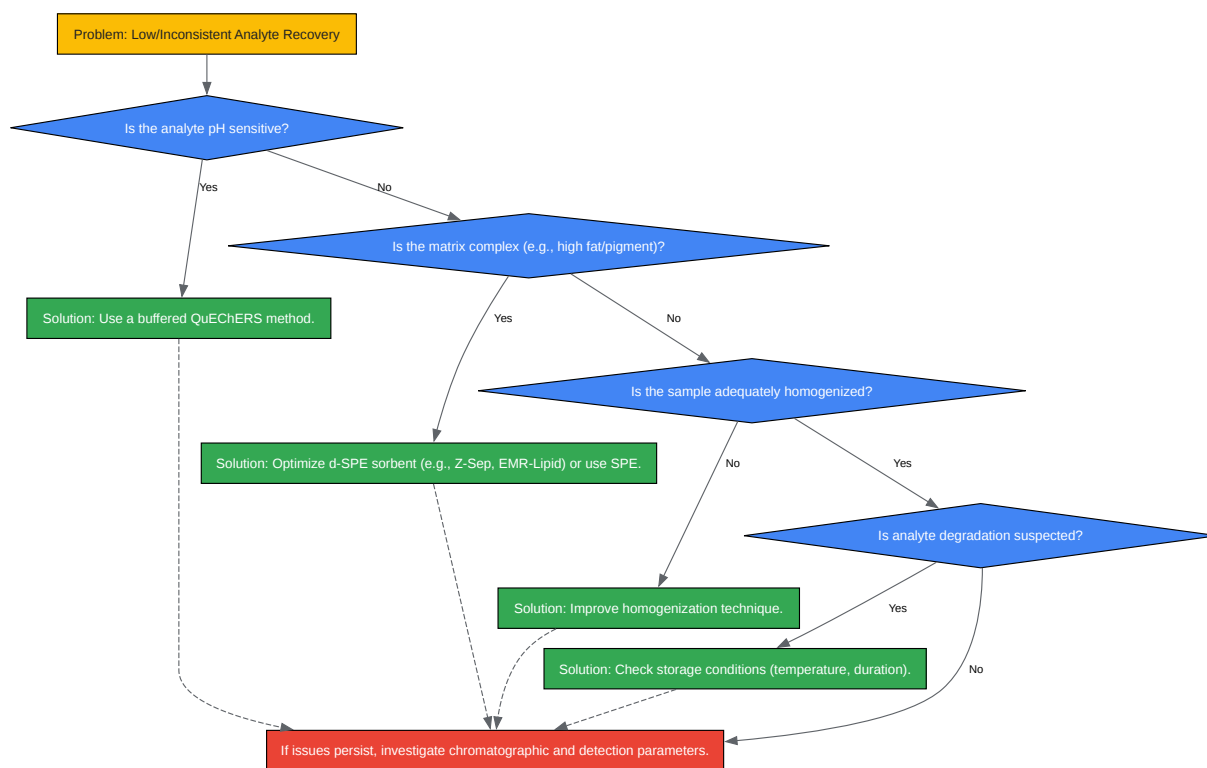 Problem: Low/Inconsistent Analyte Recovery
Is the analyte pH sensitive?
Yes
No
Is the matrix complex (e.g., high fat/pigment)?
Solution: Use a buffered QuEChERS method.
Yes
No
Is the sample adequately homogenized?
Solution: Optimize d-SPE sorbent (e.g., Z-Sep, EMR-Lipid) or use SPE.
No
Yes
Is analyte degradation suspected?
Solution: Improve homogenization technique.
Yes
Solution: Check storage conditions (temperature, duration).
No
If issues persist, investigate chromatographic and detection parameters.